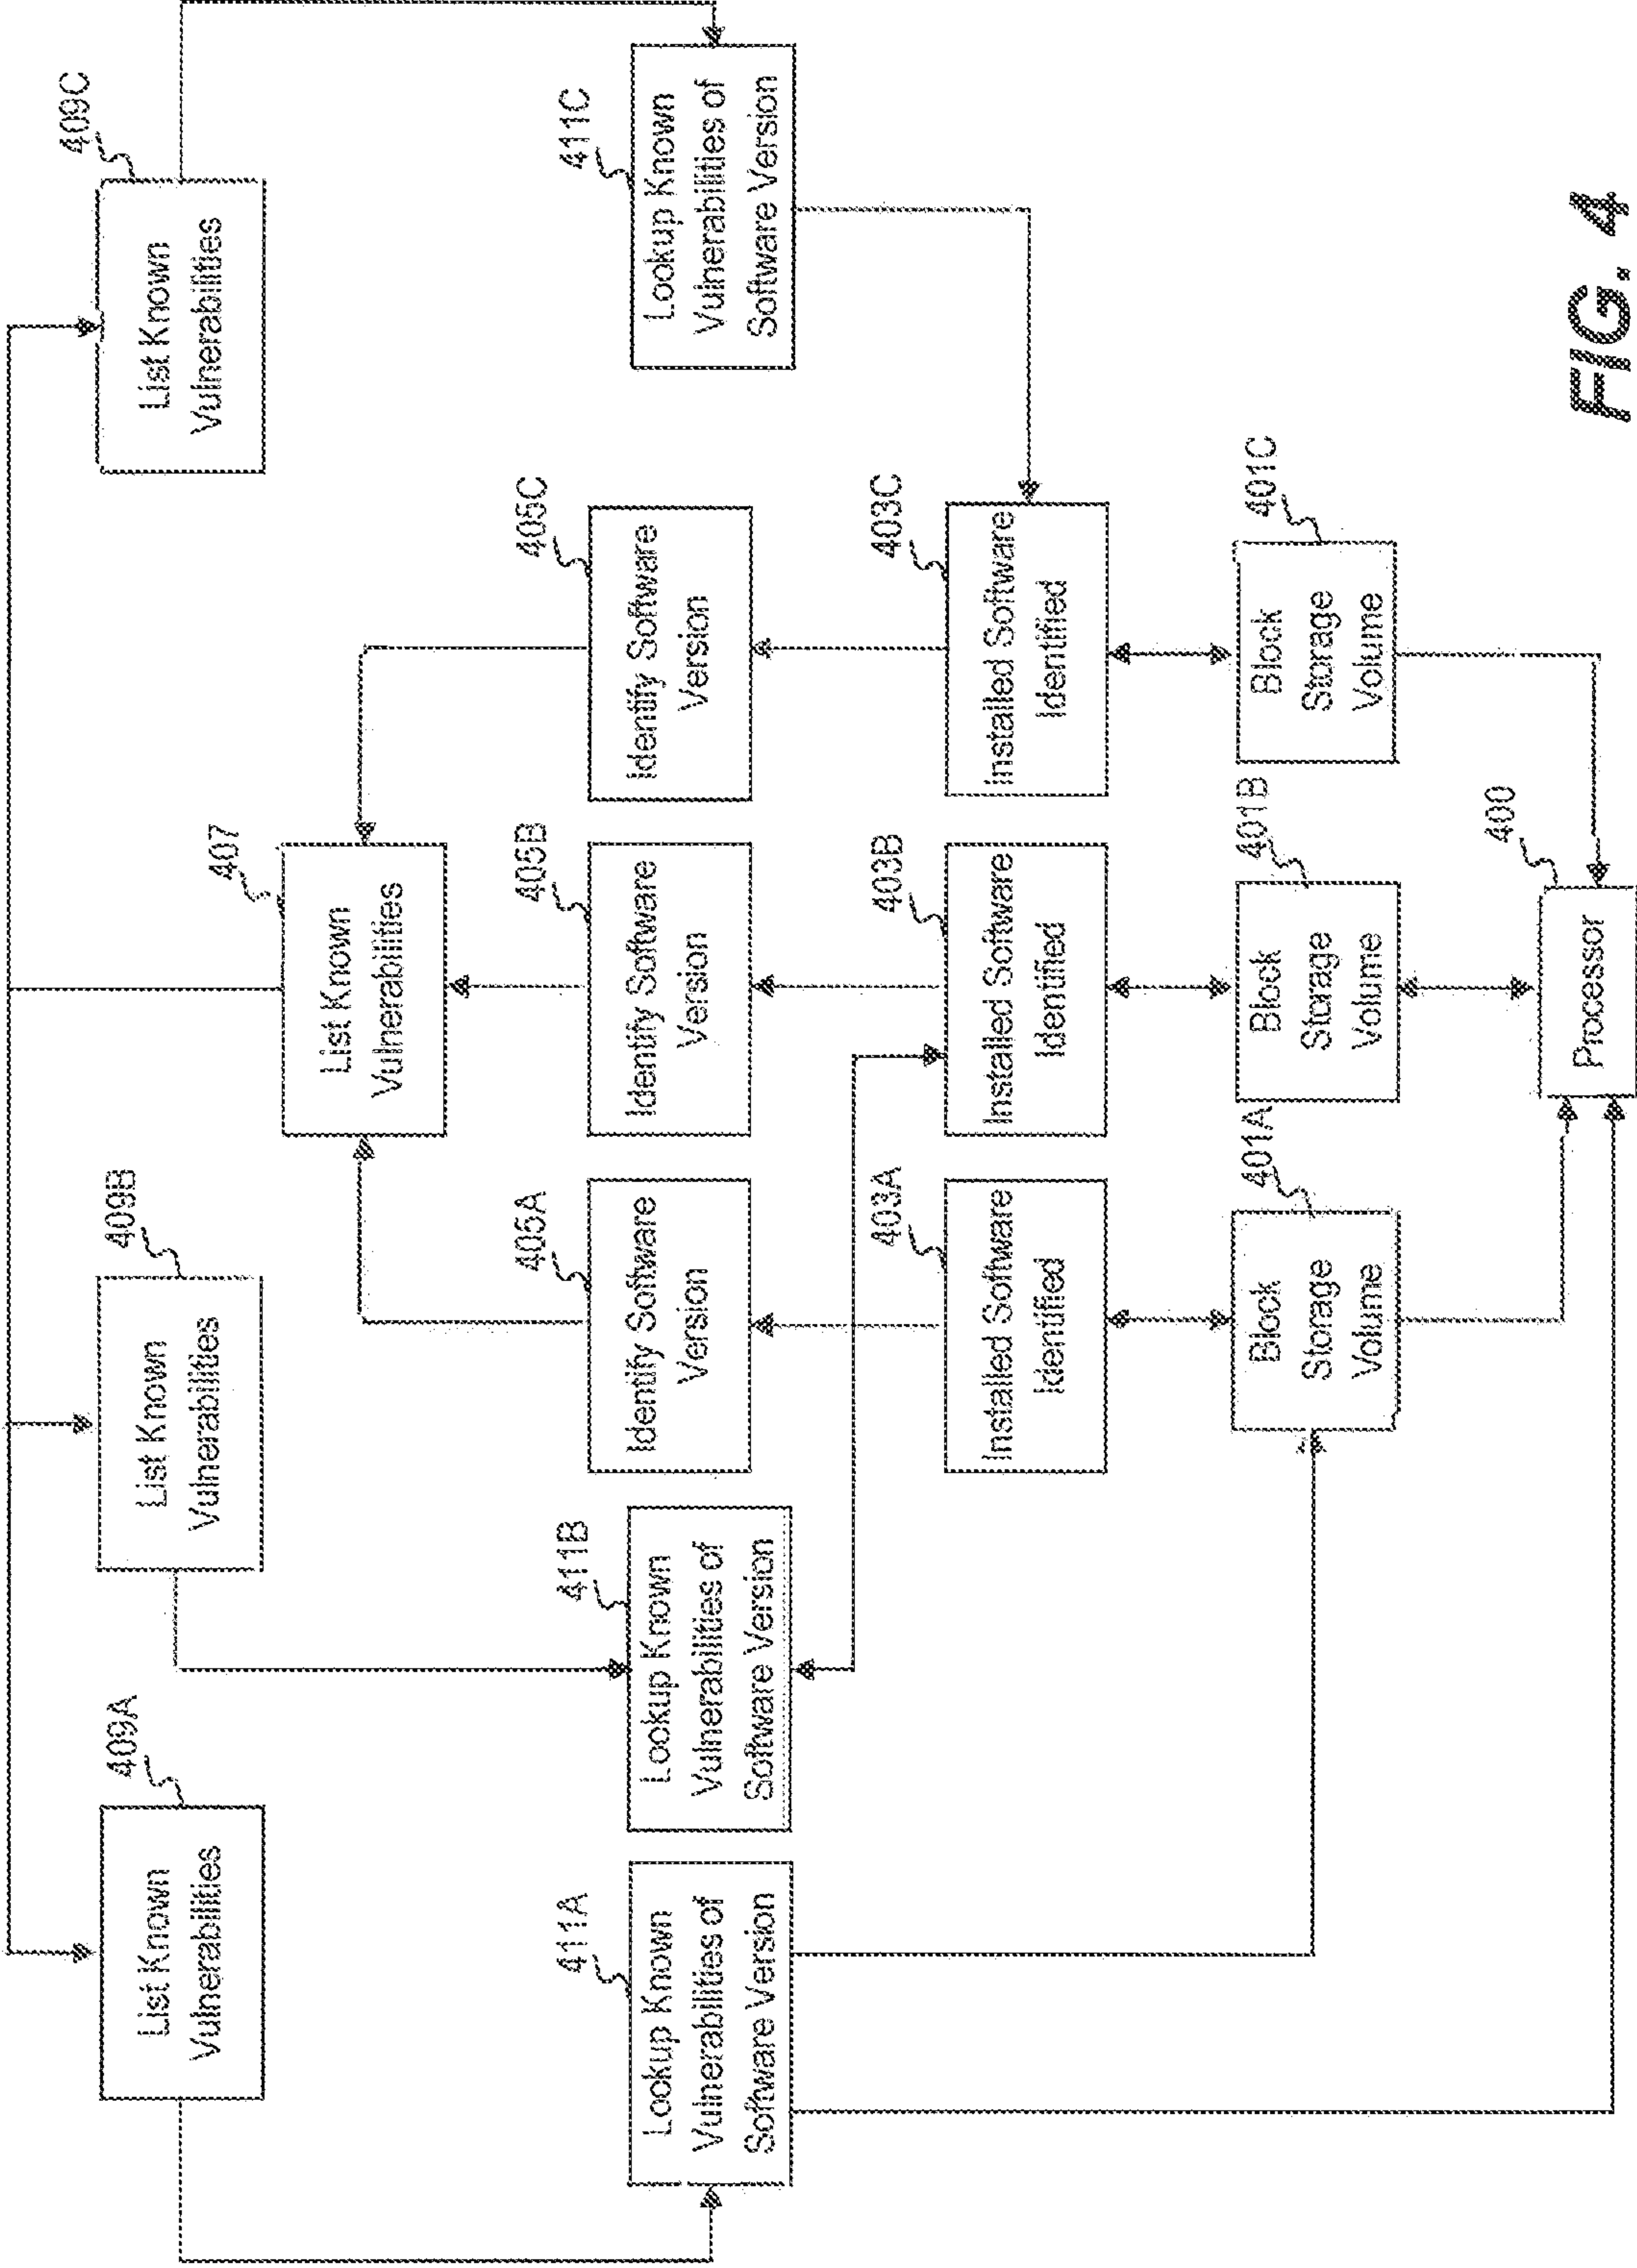 409A
List Known
Vulnerabilities
409B
List Known
Vulnerabilities
409C
List Known
Vulnerabilities
407
List Known
Vulnerabilities
411A
Lookup Known
Vulnerabilities of
Software Version
411B
Lookup Known
Vulnerabilities of
Software Version
405A
Identify Software
Version
405B
Identify Software
Version
405C
Identify Software
Version
411C
Lookup Known
Vulnerabilities of
Software Version
403A
Installed Software
Identified
403B
Installed Software
Identified
403C
Installed Software
Identified
401A
Block
Storage
Volume
401B
Block
Storage
Volume
401C
Block
Storage
Volume
400
Processor
FIG. 4